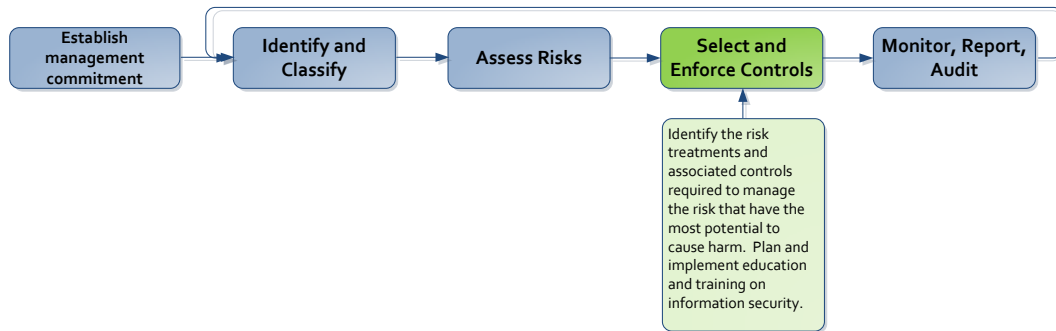 Establish
management
commitment
Identify and
Classify
Assess Risks
Select and
Enforce Controls
Monitor, Report,
Audit
Identify the risk
treatments and
associated controls
required to manage
the risk that have the
most potential to
cause harm.  Plan and
implement education
and training on
information security.